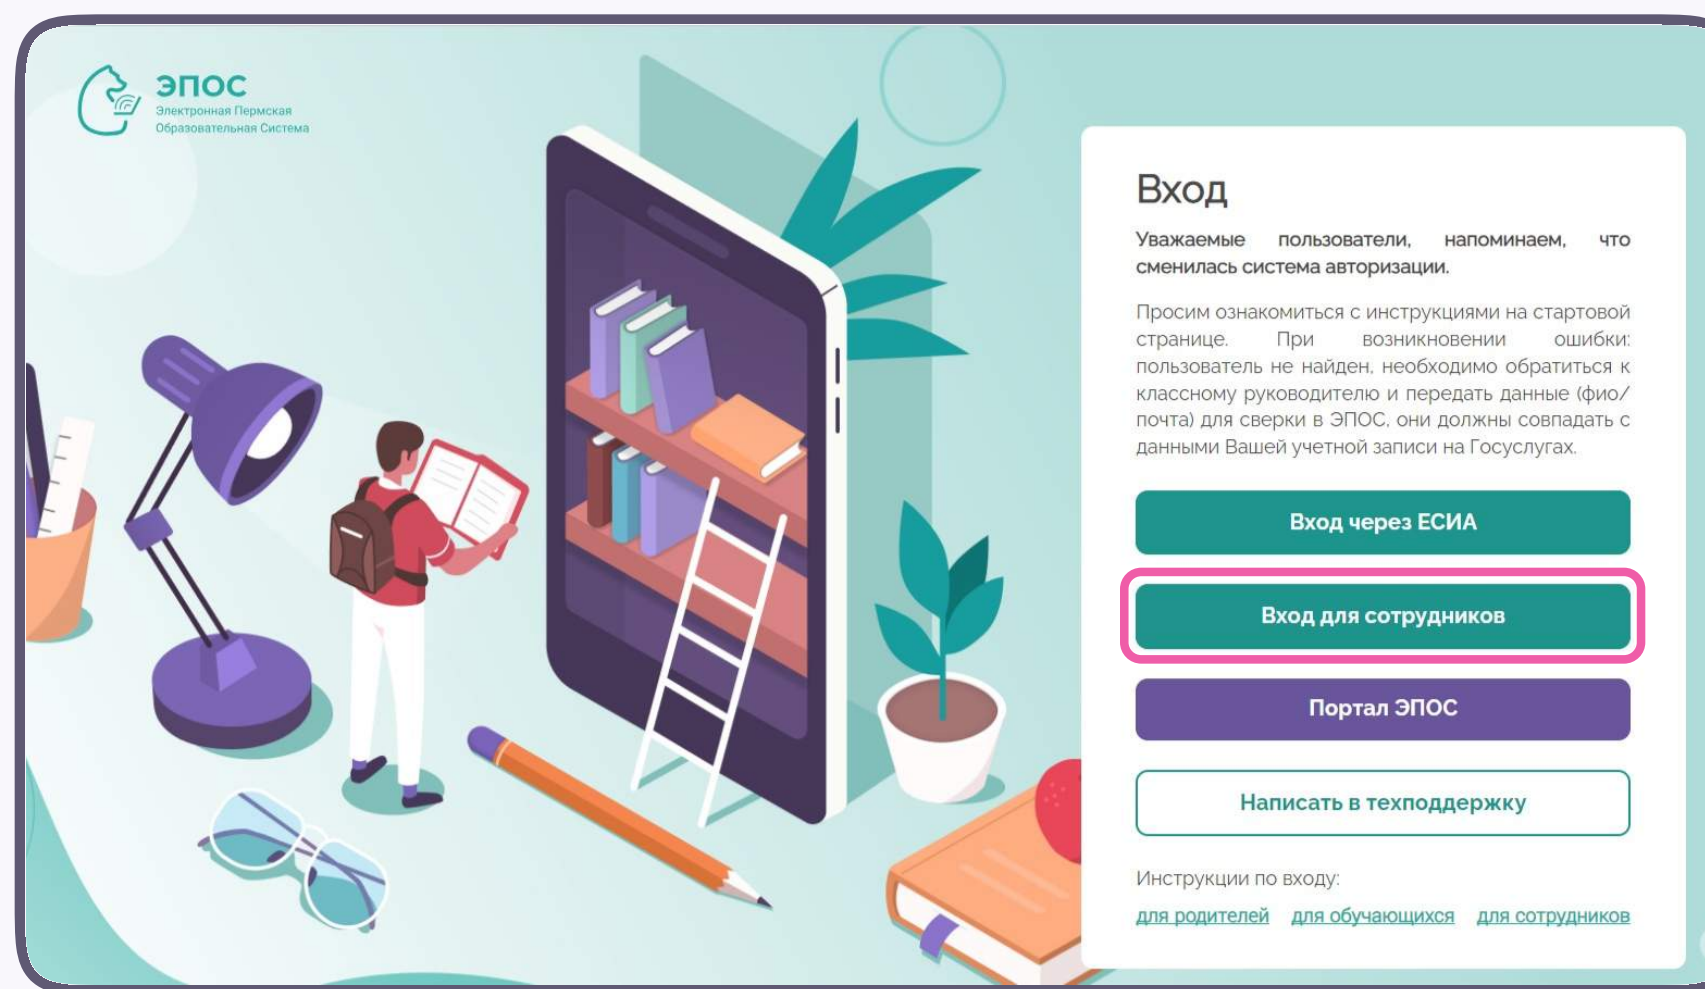 ЭПОС
Электронная Пермская
Образовательная Система
Вход
Уважаемые пользователи, напоминаем, что
сменилась система авторизации.
Просим ознакомиться с инструкциями на стартовой
странице. При возникновении ошибки:
пользователь не найден, необходимо обратиться к
классному руководителю и передать данные (фио/
почта) для сверки в ЭПОС, они должны совпадать с
данными Вашей учетной записи на Госуслугах.
Вход через ЕСИА
Вход для сотрудников
Портал ЭПОС
Написать в техподдержку
Инструкции по входу:
для родителей для обучающихся для сотрудников